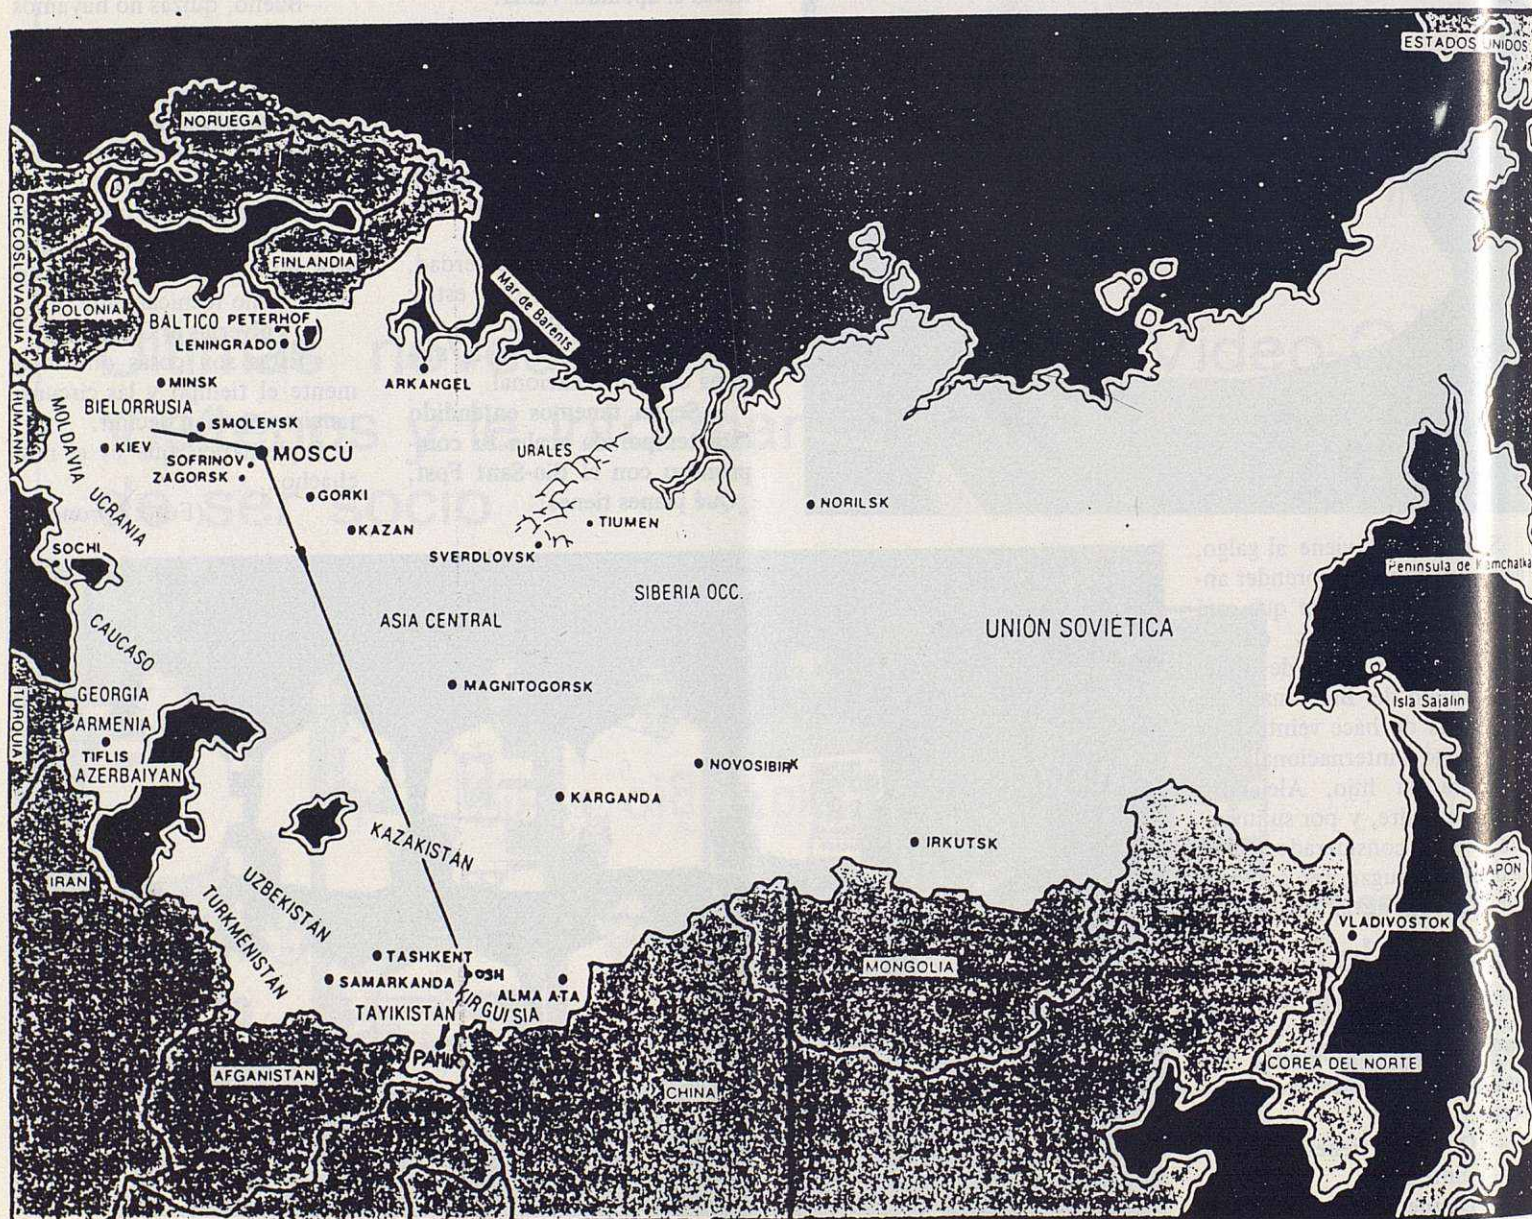 ESTADOS UNIDOS
NORUEGA
CHECOSLOVAQUIA
FINLANDIA
Mar de Barents
POLONIA
BÁLTICO PETERHOF
LENINGRADO
ARKANGEL
MINSK
RUMANIA
MOLDAVIA
BIELORRUSIA
SMOLENSK
KIEV
MOSCÚ
SOFRINOV
ZAGORSK
URALES
UCRANIA
GORKI
NORILSK
KAZAN
TIUMEN
SOCHI
SVERDLOVSK
Península de Kamchatka
SIBERIA OCC.
ASIA CENTRAL
UNIÓN SOVIÉTICA
CAUCASO
GEORGIA
MAGNITOGORSK
TURQUIA
ARMENIA
Isla Sajalin
TIFLIS
AZERBAIYAN
NOVOSIBIRK
KARGANDA
KAZAKISTÁN
IRKUTSK
IRAN
JAPÓN
UZBEKISTÁN
TURKMENISTÁN
VLADIVOSTOK
TASHKENT
OSH
MONGOLIA
SAMARKANDA
ALMA ATA
KIRGUISIA
TAYIKISTÁN
PAMIR
AFGANISTAN
COREA DEL NORTE
CHINA